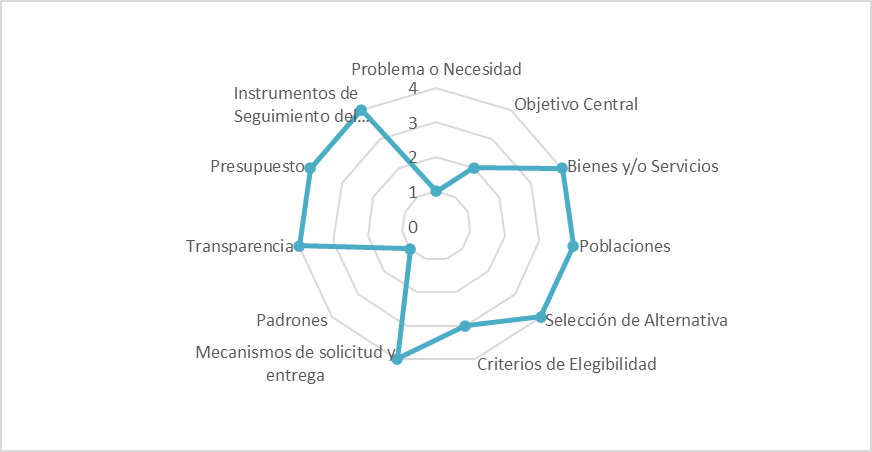 Problema o Necesidad
4
3
2
1
0
Objetivo Central
Bienes y/o Servicios
Poblaciones
Selección de Alternativa
Criterios de Elegibilidad
Mecanismos de solicitud y
entrega
Padrones
Transparencia
Presupuesto
Instrumentos de
Seguimiento del...